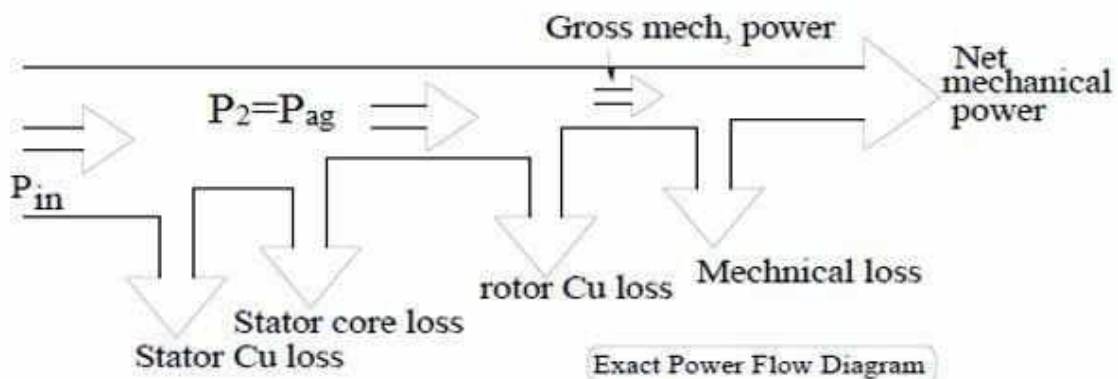 Gross mech, power
Net
mechanical
power
P2=Pag
Pin
rotor Cu loss
Mechnical loss
Stator core loss
Stator Cu loss
Exact Power Flow Diagram